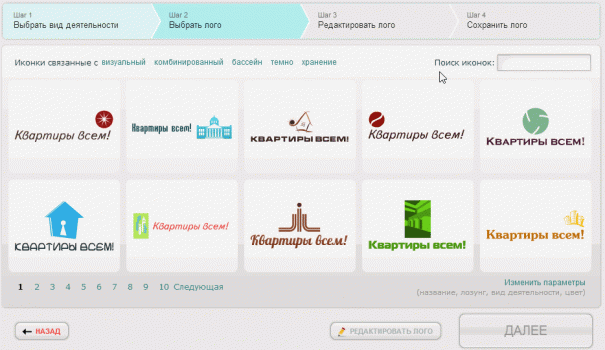 Шаг 1 Шаг 2 Шаг 3 Шаг 4
Выбрать вид деятельности Выбрать лого Редактировать лого Сохранить лого
Иконки связанные с визуальный комбинированный бассейн темно хранение Поиск иконок:
Квартиры всем! Квартиры всем! КВАРТИРЫ ВСЕМ! Квартиры всем! КВАРТИРЫ ВСЕМ!
КВАРТИРЫ ВСЕМ! Квартиры всем! Квартиры всем! Квартиры всем! Квартиры всем!
1 2 3 4 5 6 7 8 9 10 Следующая Изменить параметры
(название, лозунг, вид деятельности, цвет)
НАЗАД РЕДАКТИРОВАТЬ ЛОГО ДАЛЕЕ